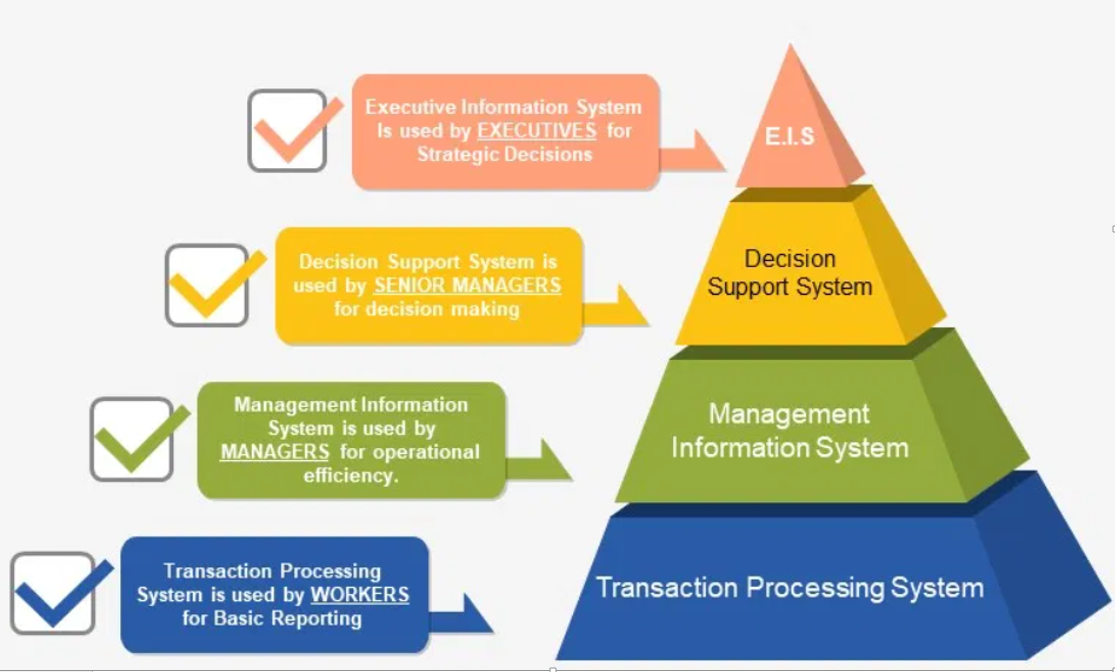 Executive Information System
Is used by EXECUTIVES for
Strategic Decisions
E.I.S
Decision Support System is
used by SENIOR MANAGERS
for decision making
Decision
Support System
Management Information
System is used by
MANAGERS for operational
efficiency.
Management
Information System
Transaction Processing
System is used by WORKERS
for Basic Reporting
Transaction Processing System